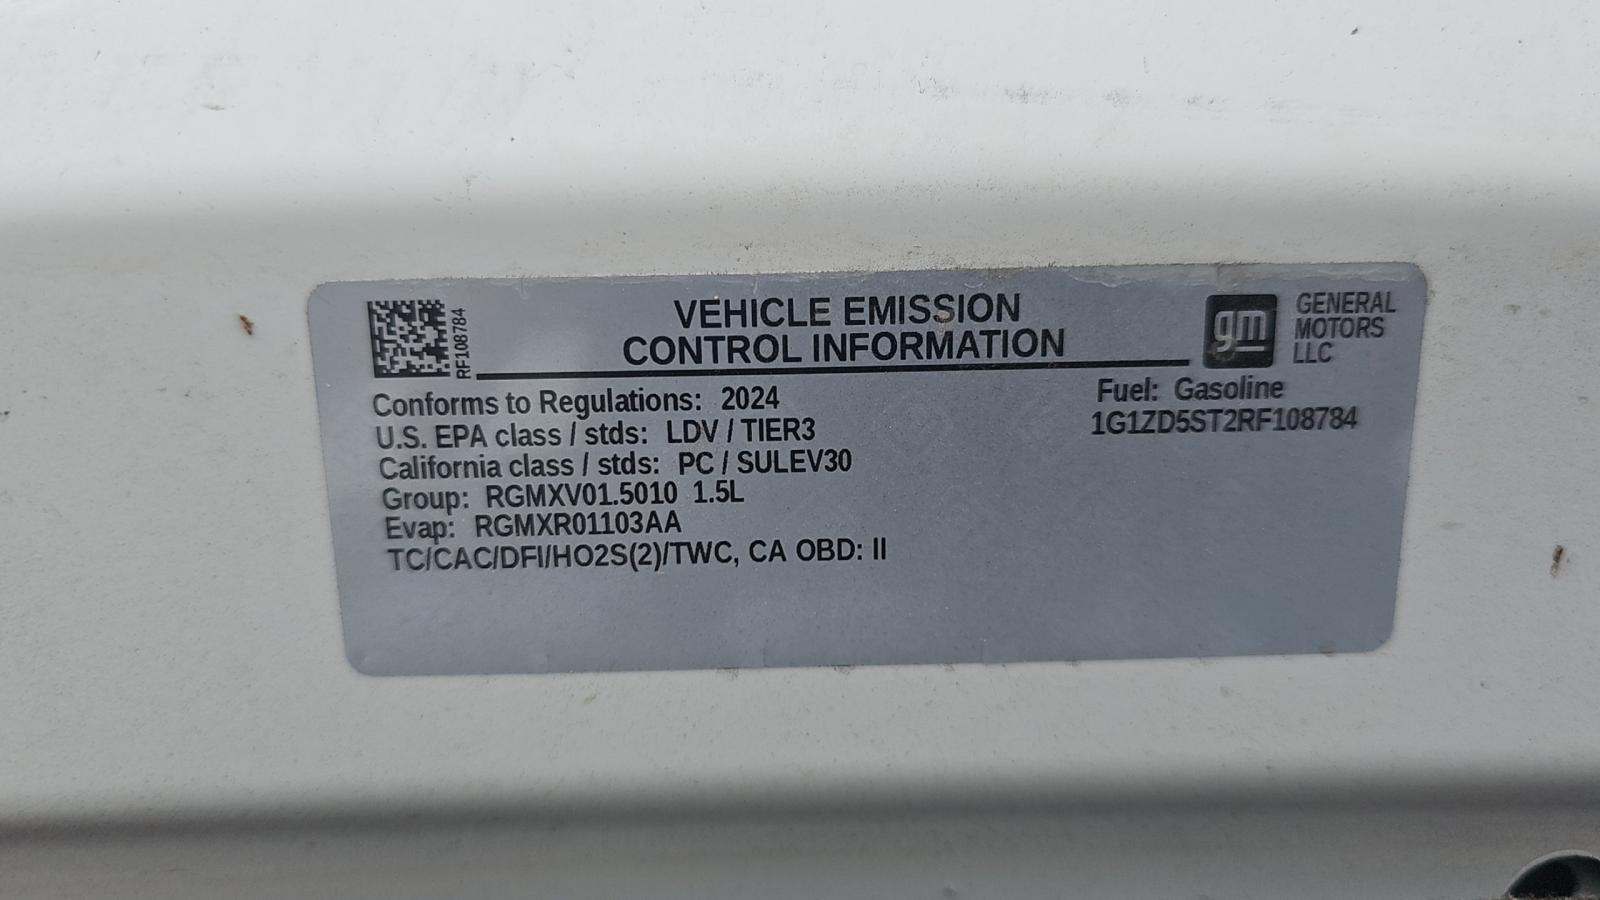 RF108784
VEHICLE EMISSION
CONTROL INFORMATION
gm
GENERAL
MOTORS
LLC
Conforms to Regulations: 2024
U.S. EPA class / stds: LDV / TIER3
California class / stds: PC / SULEV30
Group: RGMXV01.5010 1.5L
Evap: RGMXR01103AA
TC/CAC/DFI/HO2S(2)/TWC, CA OBD: II
Fuel: Gasoline
1G1ZD5ST2RF108784